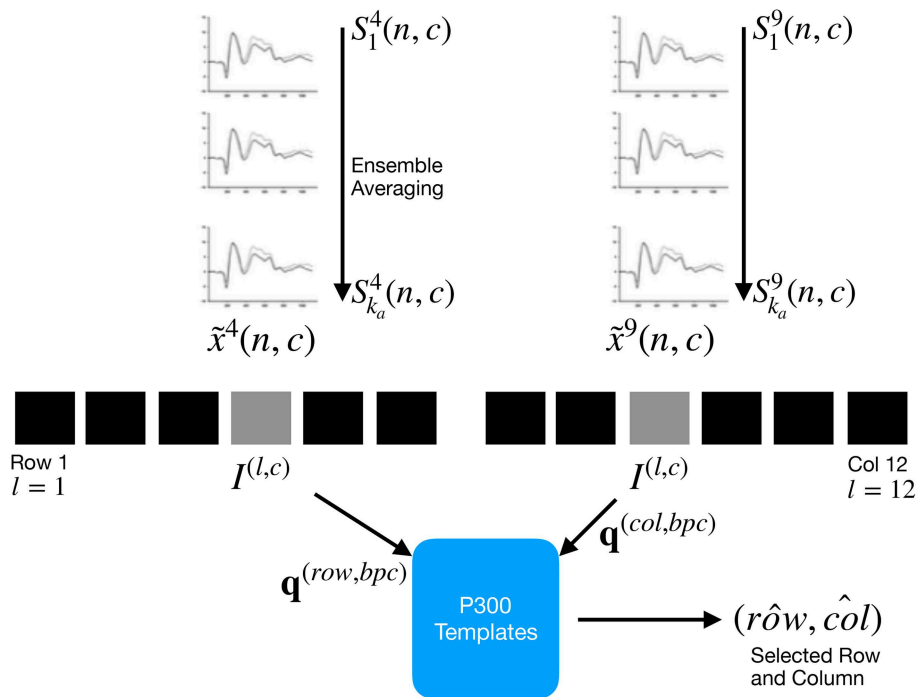 S_1^4(n, c)
S_1^9(n, c)
Ensemble
Averaging
S_{k_a}^4(n, c)
S_{k_a}^9(n, c)
x̃^4(n, c)
x̃^9(n, c)
Row 1
l = 1
I^{(l,c)}
I^{(l,c)}
Col 12
l = 12
q^{(row,bpc)}
q^{(col,bpc)}
P300
Templates
(rôw, côl)
Selected Row
and Column